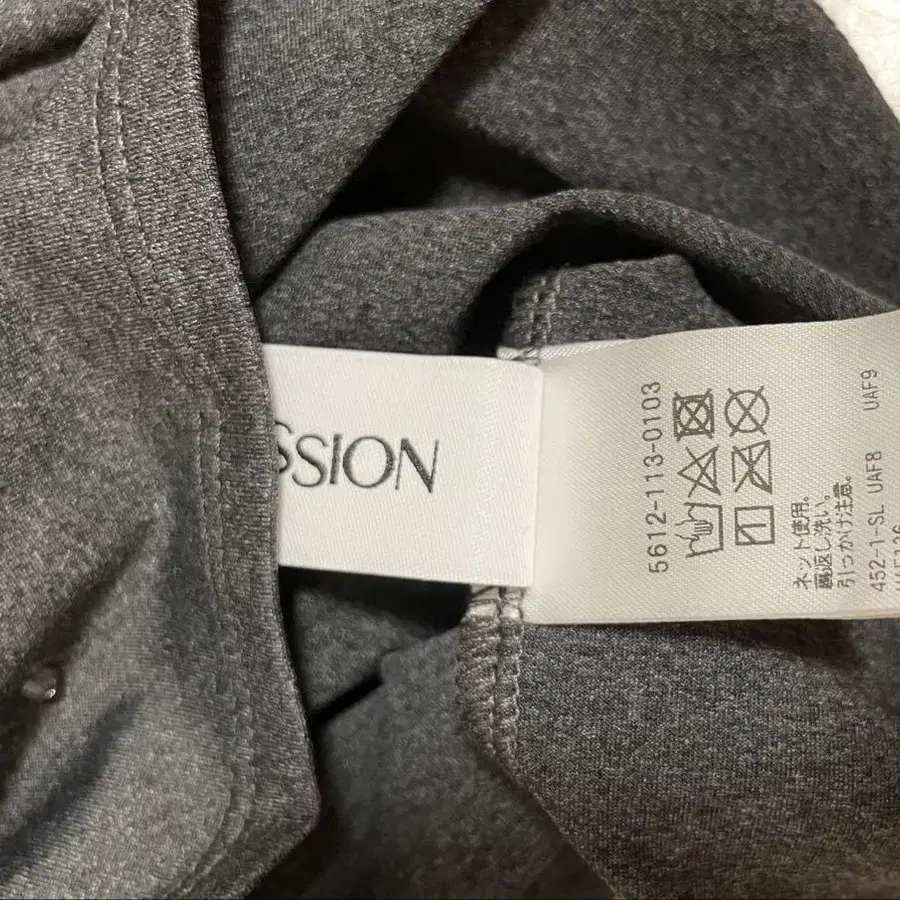 SSION
5612-113-0103
ネット使用。
裏返し洗い。
引っかけ注意。
452-1-SL UAF8 UAF9